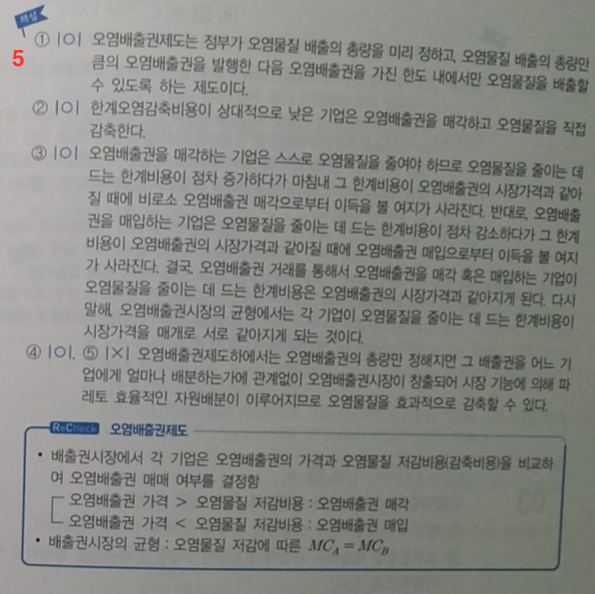 핵심
5
① |O| 오염배출권제도는 정부가 오염물질 배출의 총량을 미리 정하고, 오염물질 배출의 총량만
큼의 오염배출권을 발행한 다음 오염배출권을 가진 한도 내에서만 오염물질을 배출할
수 있도록 하는 제도이다.
② |O| 한계오염감축비용이 상대적으로 낮은 기업은 오염배출권을 매각하고 오염물질을 직접
감축한다.
③ |O| 오염배출권을 매각하는 기업은 스스로 오염물질을 줄여야 하므로 오염물질을 줄이는 데
드는 한계비용이 점차 증가하다가 마침내 그 한계비용이 오염배출권의 시장가격과 같아
질 때에 비로소 오염배출권 매각으로부터 이득을 볼 여지가 사라진다. 반대로, 오염배출
권을 매입하는 기업은 오염물질을 줄이는 데 드는 한계비용이 점차 감소하다가 그 한계
비용이 오염배출권의 시장가격과 같아질 때에 오염배출권 매입으로부터 이득을 볼 여지
가 사라진다. 결국, 오염배출권 거래를 통해서 오염배출권을 매각 혹은 매입하는 기업이
오염물질을 줄이는 데 드는 한계비용은 오염배출권의 시장가격과 같아지게 된다. 다시
말해, 오염배출권시장의 균형에서는 각 기업이 오염물질을 줄이는 데 드는 한계비용이
시장가격을 매개로 서로 같아지게 되는 것이다.
④ |O|, ⑤ |X| 오염배출권제도하에서는 오염배출권의 총량만 정해지면 그 배출권을 어느 기
업에게 얼마나 배분하는가에 관계없이 오염배출권시장이 창출되어 시장 기능에 의해 파
레토 효율적인 자원배분이 이루어지므로 오염물질을 효과적으로 감축할 수 있다.
ReCheck 오염배출권제도
• 배출권시장에서 각 기업은 오염배출권의 가격과 오염물질 저감비용(감축비용)을 비교하
여 오염배출권 매매 여부를 결정함
오염배출권 가격 > 오염물질 저감비용 : 오염배출권 매각
오염배출권 가격 < 오염물질 저감비용 : 오염배출권 매입
• 배출권시장의 균형 : 오염물질 저감에 따른 MC_A = MC_B